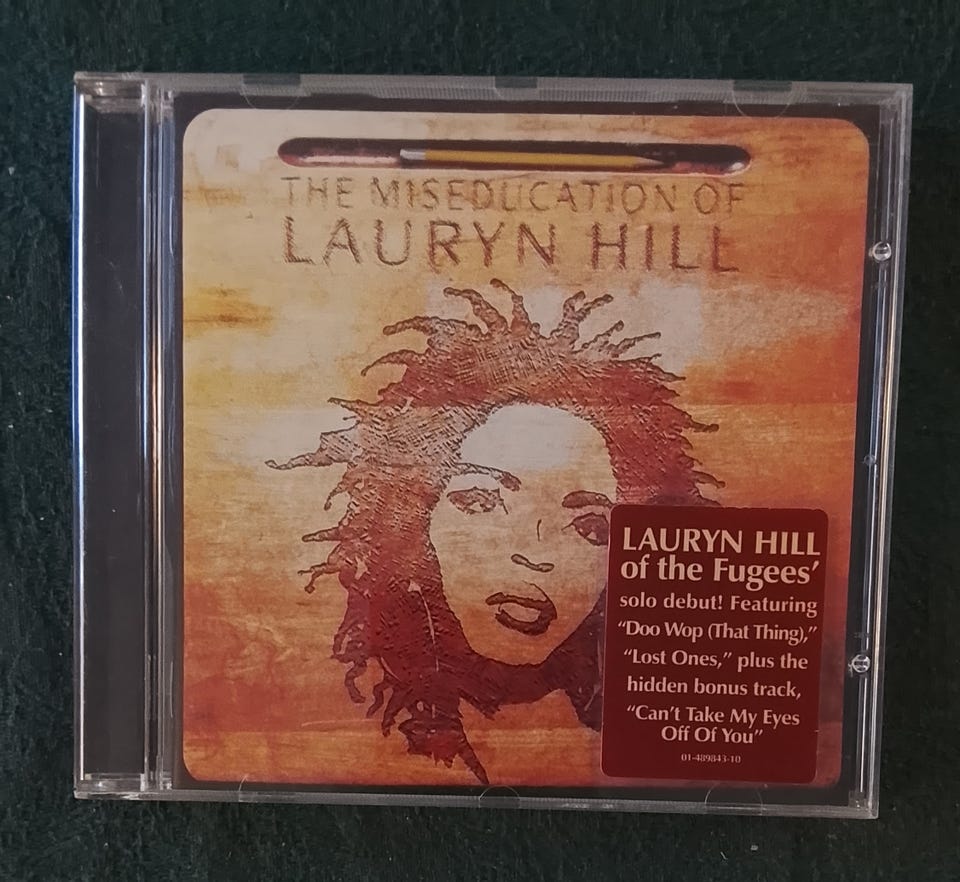 THE MISEDUCATION OF
LAURYN HILL
LAURYN HILL
of the Fugees’
solo debut! Featuring
“Doo Wop (That Thing),”
“Lost Ones,” plus the
hidden bonus track,
“Can’t Take My Eyes
Off Of You”
01-489843-10